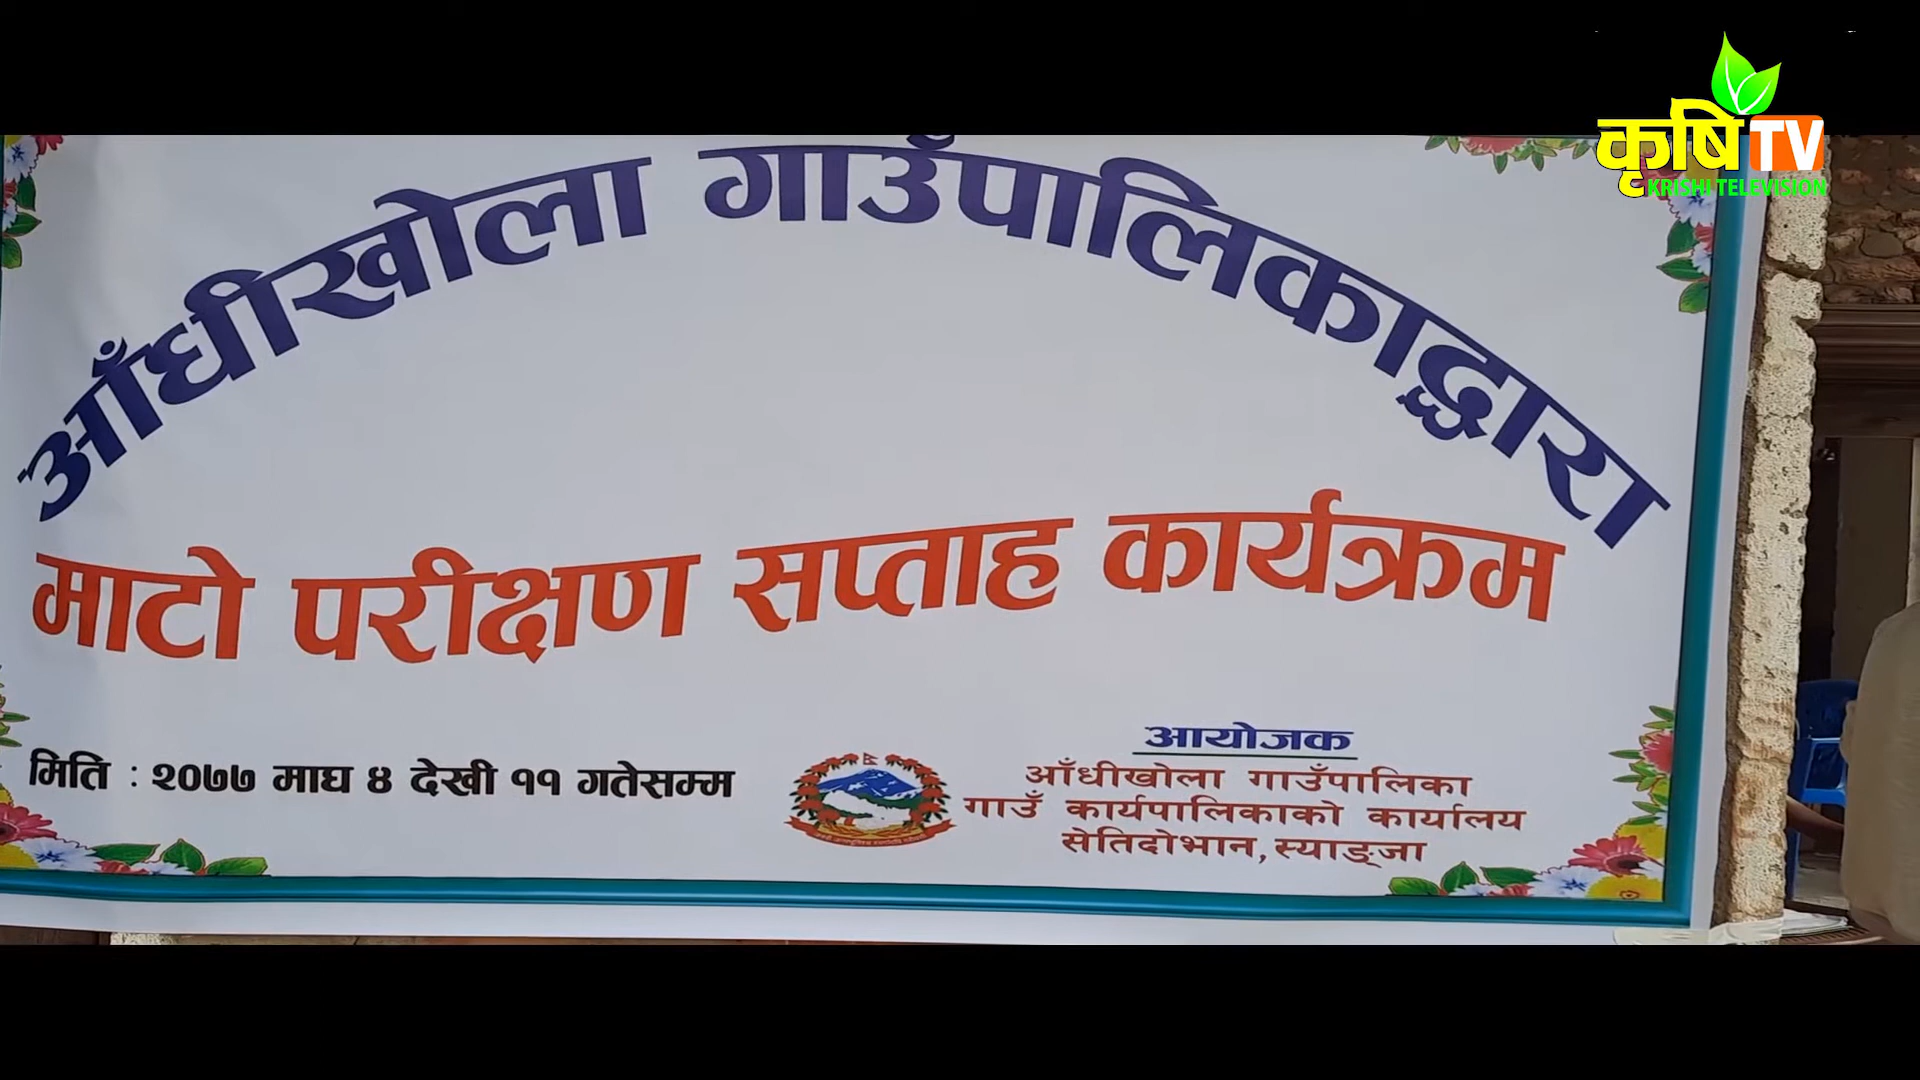 कृषि TV
KRISHI TELEVISION
आँधीखोला गाउँपालिकाद्धारा
माटो परीक्षण सप्ताह कार्यक्रम
मिति : २०७७ माघ ४ देखी ११ गतेसम्म
आयोजक
आँधीखोला गाउँपालिका
गाउँ कार्यपालिकाको कार्यालय
सेतिदोभान, स्याङ्जा